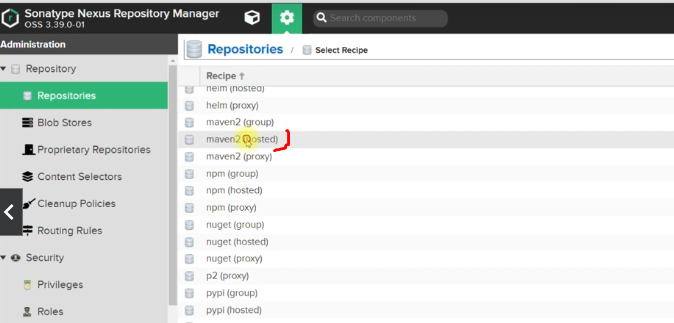 Sonatype Nexus Repository Manager
OSS 3.39.0-01
Search components
Administration
Repository
Repositories
Blob Stores
Proprietary Repositories
Content Selectors
Cleanup Policies
Routing Rules
Security
Privileges
Roles
Repositories / Select Recipe
Recipe
helm (hosted)
helm (proxy)
maven2 (group)
maven2 (hosted)
maven2 (proxy)
npm (group)
npm (hosted)
npm (proxy)
nuget (group)
nuget (hosted)
nuget (proxy)
p2 (proxy)
pypi (group)
pypi (hosted)